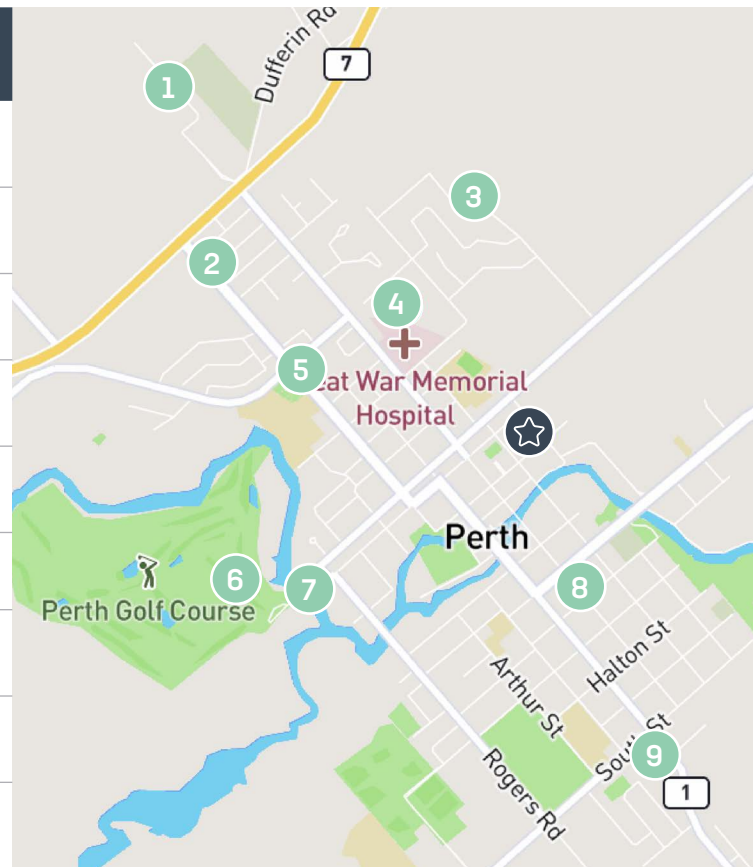 Dufferin Rd
7
1
3
2
4
5
eat War Memorial
Hospital
Perth
6
7
8
Perth Golf Course
Halton St
Arthur St
South St
9
Rogers Rd
1